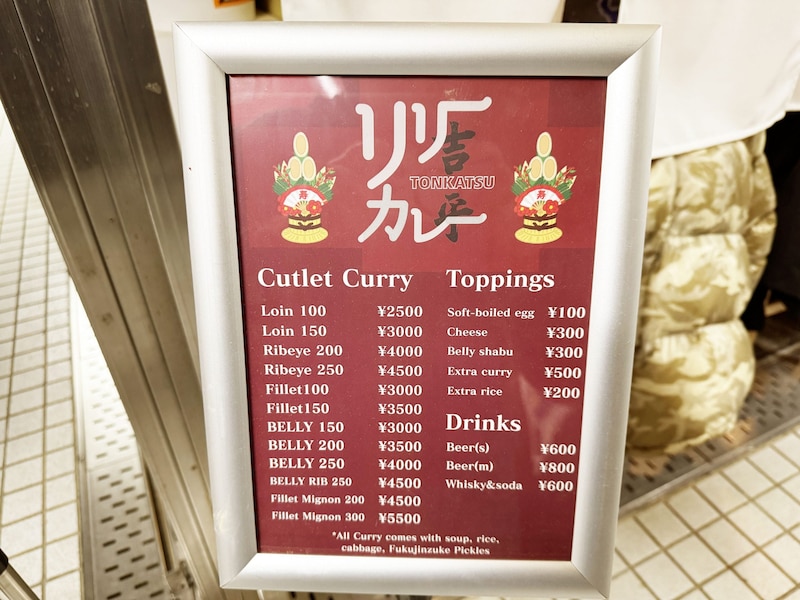 リリー
カレー
吉平
TONKATSU
寿
寿
Cutlet Curry
Loin 100 ¥2500
Loin 150 ¥3000
Ribeye 200 ¥4000
Ribeye 250 ¥4500
Fillet100 ¥3000
Fillet150 ¥3500
BELLY 150 ¥3000
BELLY 200 ¥3500
BELLY 250 ¥4000
BELLY RIB 250 ¥4500
Fillet Mignon 200 ¥4500
Fillet Mignon 300 ¥5500
Toppings
Soft-boiled egg ¥100
Cheese ¥300
Belly shabu ¥300
Extra curry ¥500
Extra rice ¥200
Drinks
Beer(s) ¥600
Beer(m) ¥800
Whisky&soda ¥600
*All Curry comes with soup, rice,
cabbage, Fukujinzuke Pickles